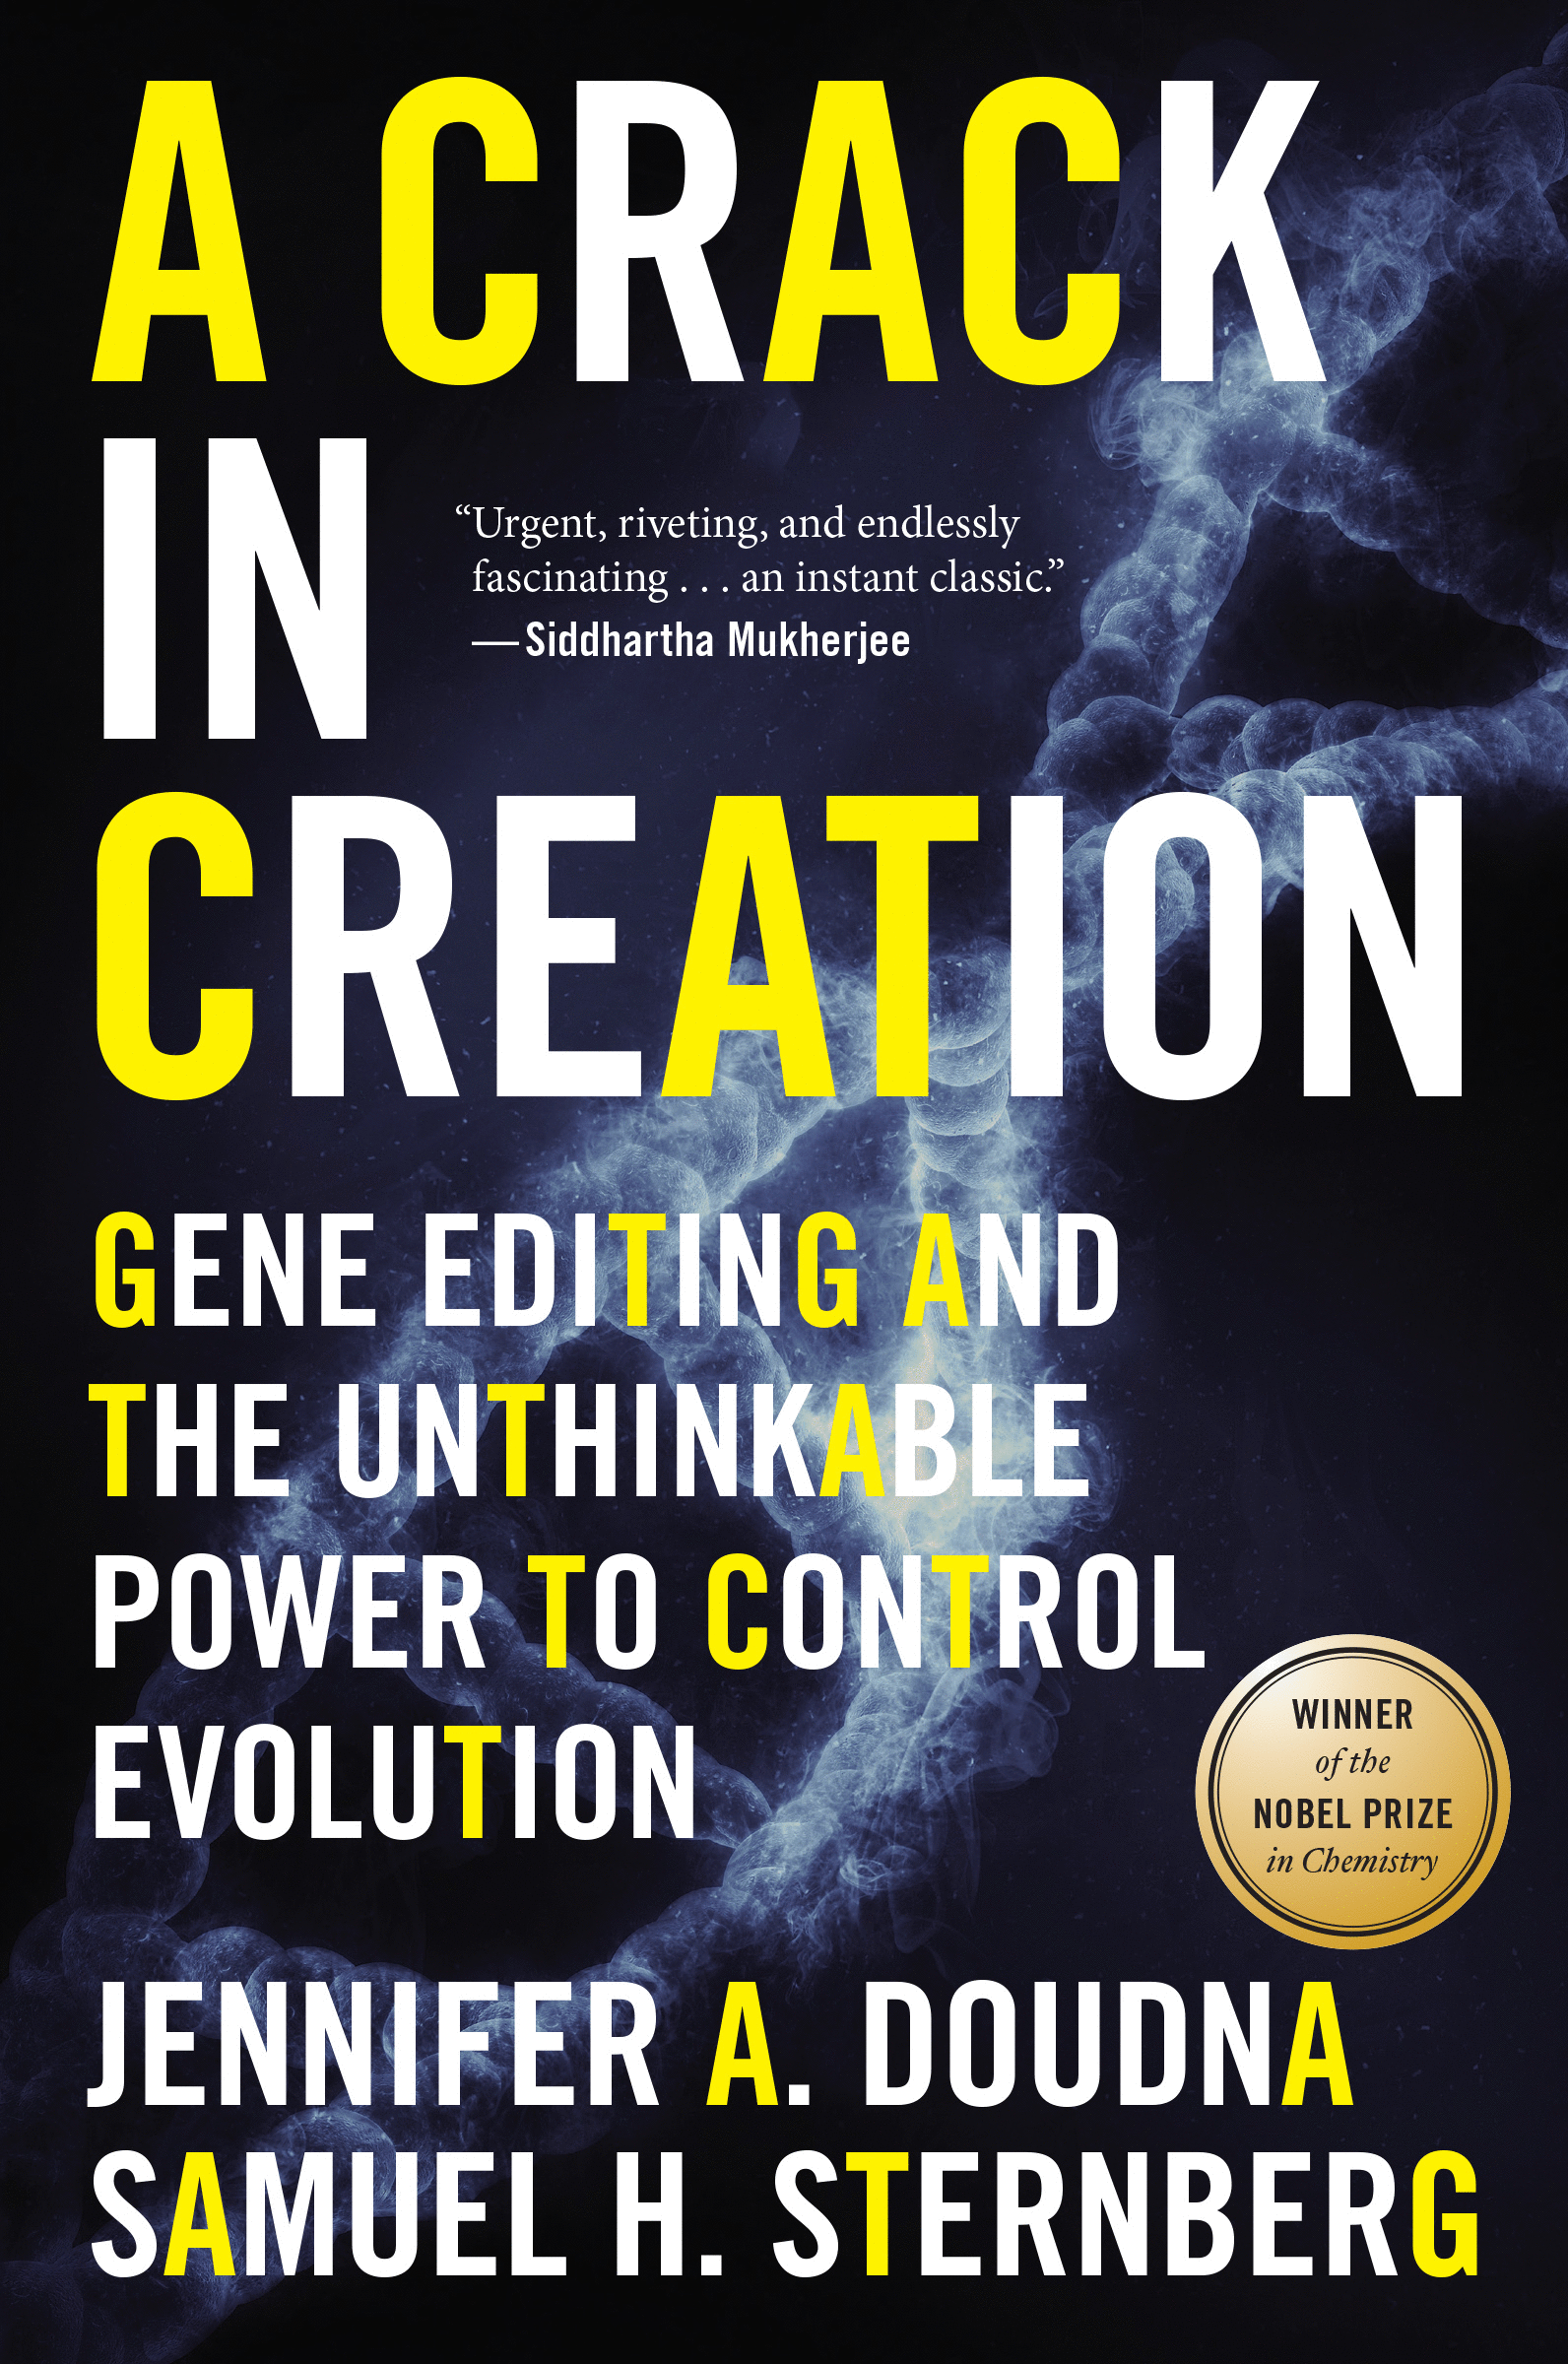 A CRACK
IN
“Urgent, riveting, and endlessly
fascinating . . . an instant classic.”
—Siddhartha Mukherjee
CREATION
GENE EDITING AND
THE UNTHINKABLE
POWER TO CONTROL
EVOLUTION
WINNER
of the
NOBEL PRIZE
in Chemistry
JENNIFER A. DOUDNA
SAMUEL H. STERNBERG